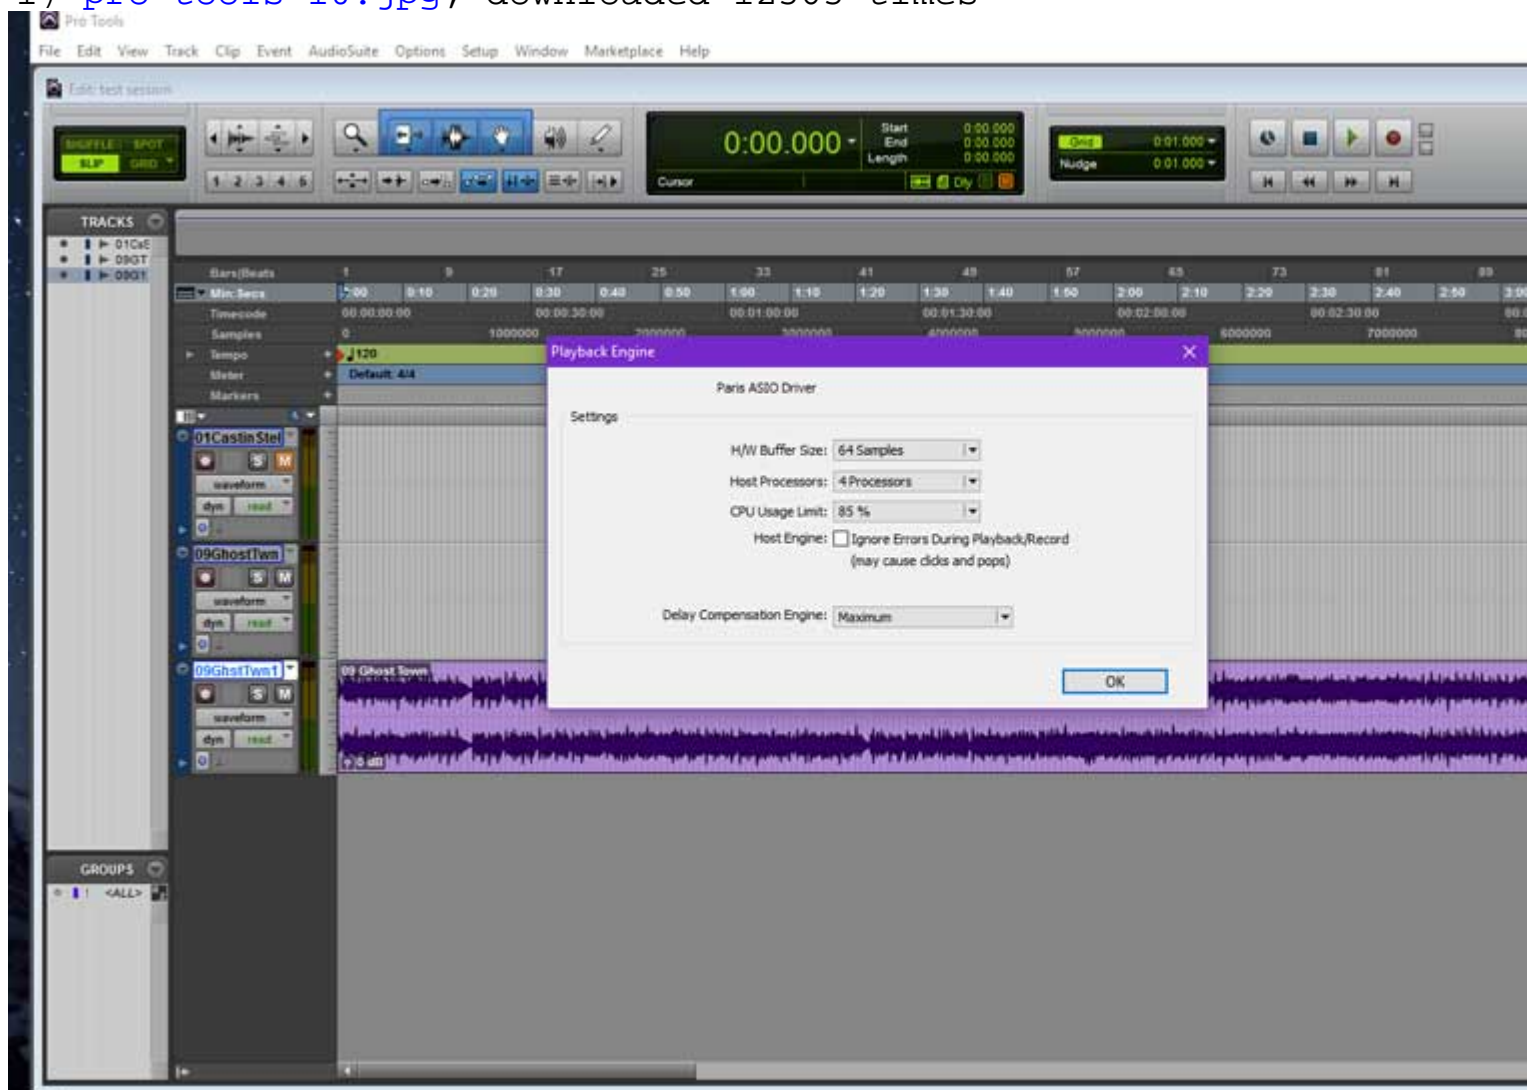 1) pro tools 10.jpg, downloaded 12505 times
Pro Tools
File Edit View Track Clip Event AudioSuite Options Setup Window Marketplace Help
Edit: test session
SHUFFLE SPOT
SLIP GRID
1 2 3 4 5
0:00.000
Start 0:00.000
End 0:00.000
Length 0:00.000
Cursor
Dly
Grid 0:01.000
Nudge 0:01.000
TRACKS
01CsS
09GT
09G1
Bars|Beats 1 9 17 25 33 41 49 57 65 73 81 89
Min:Secs 0:00 0:10 0:20 0:30 0:40 0:50 1:00 1:10 1:20 1:30 1:40 1:50 2:00 2:10 2:20 2:30 2:40 2:50 3:00
Timecode 00:00:00:00 00:00:30:00 00:01:00:00 00:01:30:00 00:02:00:00 00:02:30:00
Samples 0 1000000 2000000 3000000 4000000 5000000 6000000 7000000
Tempo 120
Meter Default: 4/4
Markers
Playback Engine
Paris ASIO Driver
Settings
H/W Buffer Size: 64 Samples
Host Processors: 4 Processors
CPU Usage Limit: 85 %
Host Engine: Ignore Errors During Playback/Record
(may cause clicks and pops)
Delay Compensation Engine: Maximum
OK
01CastinStel
S M
waveform
dyn read
09GhostTwn
S M
waveform
dyn read
09GhstTwn1
S M
waveform
dyn read
09 Ghost Town
0 dB
GROUPS
! <ALL>